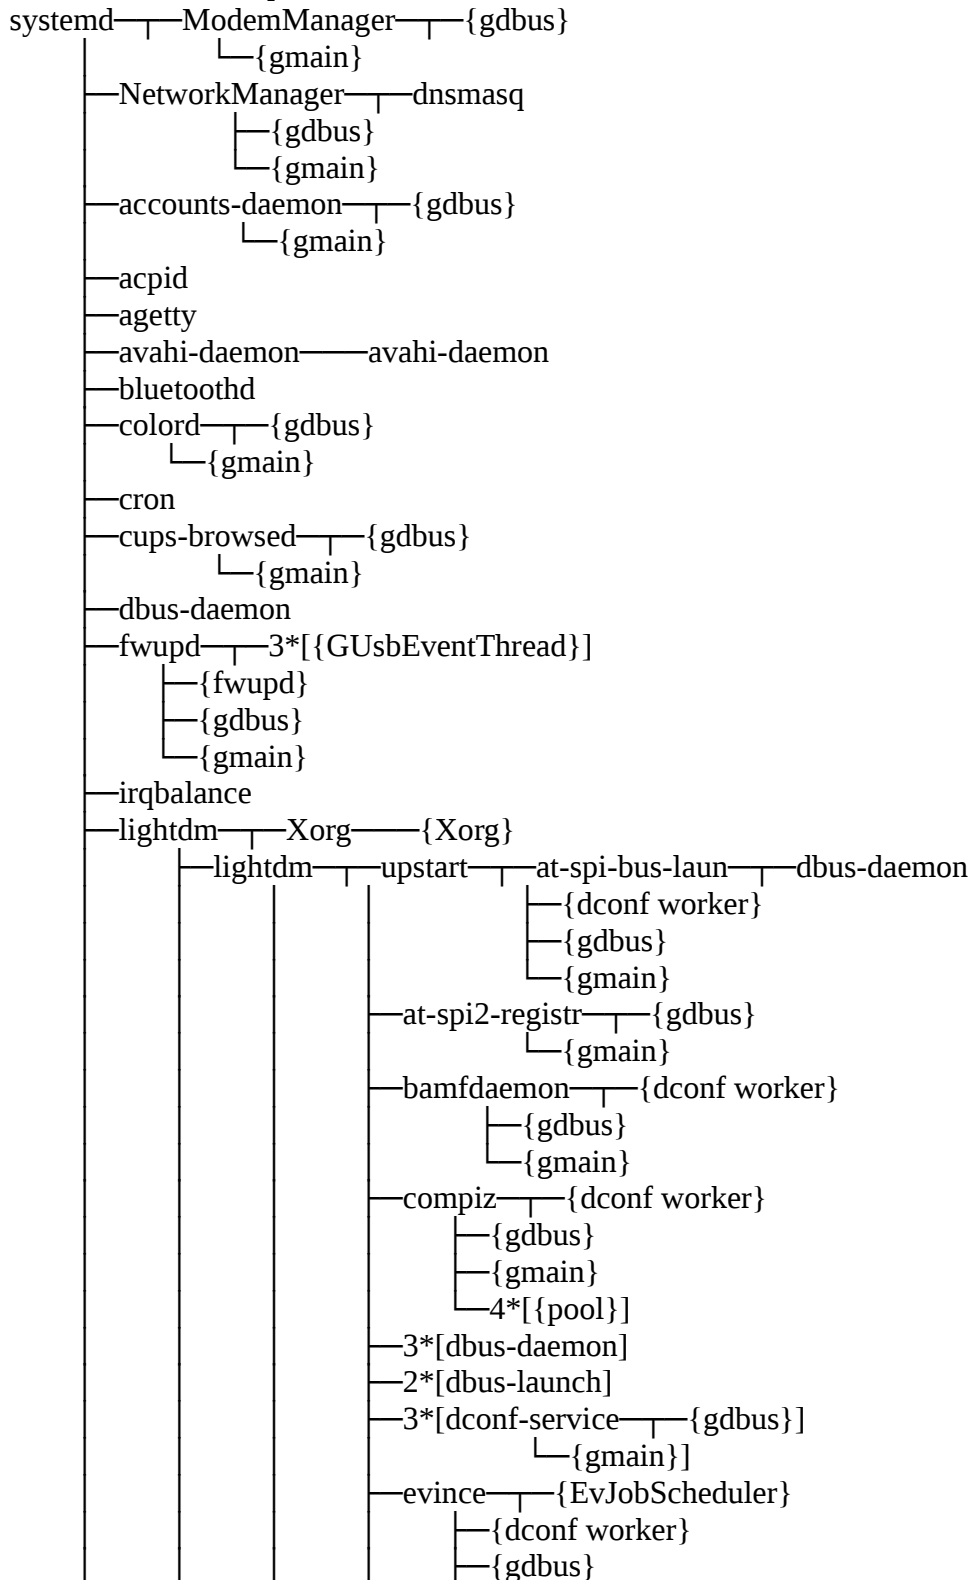 systemd─┬─ModemManager─┬─{gdbus}
└─{gmain}
├─NetworkManager─┬─dnsmasq
├─{gdbus}
└─{gmain}
├─accounts-daemon─┬─{gdbus}
└─{gmain}
├─acpid
├─agetty
├─avahi-daemon───avahi-daemon
├─bluetoothd
├─colord─┬─{gdbus}
└─{gmain}
├─cron
├─cups-browsed─┬─{gdbus}
└─{gmain}
├─dbus-daemon
├─fwupd─┬─3*[{GUsbEventThread}]
├─{fwupd}
├─{gdbus}
└─{gmain}
├─irqbalance
├─lightdm─┬─Xorg───{Xorg}
├─lightdm─┬─upstart─┬─at-spi-bus-laun─┬─dbus-daemon
├─{dconf worker}
├─{gdbus}
└─{gmain}
├─at-spi2-registr─┬─{gdbus}
└─{gmain}
├─bamfdaemon─┬─{dconf worker}
├─{gdbus}
└─{gmain}
├─compiz─┬─{dconf worker}
├─{gdbus}
├─{gmain}
└─4*[{pool}]
├─3*[dbus-daemon]
├─2*[dbus-launch]
├─3*[dconf-service─┬─{gdbus}]
└─{gmain}]
├─evince─┬─{EvJobScheduler}
├─{dconf worker}
├─{gdbus}